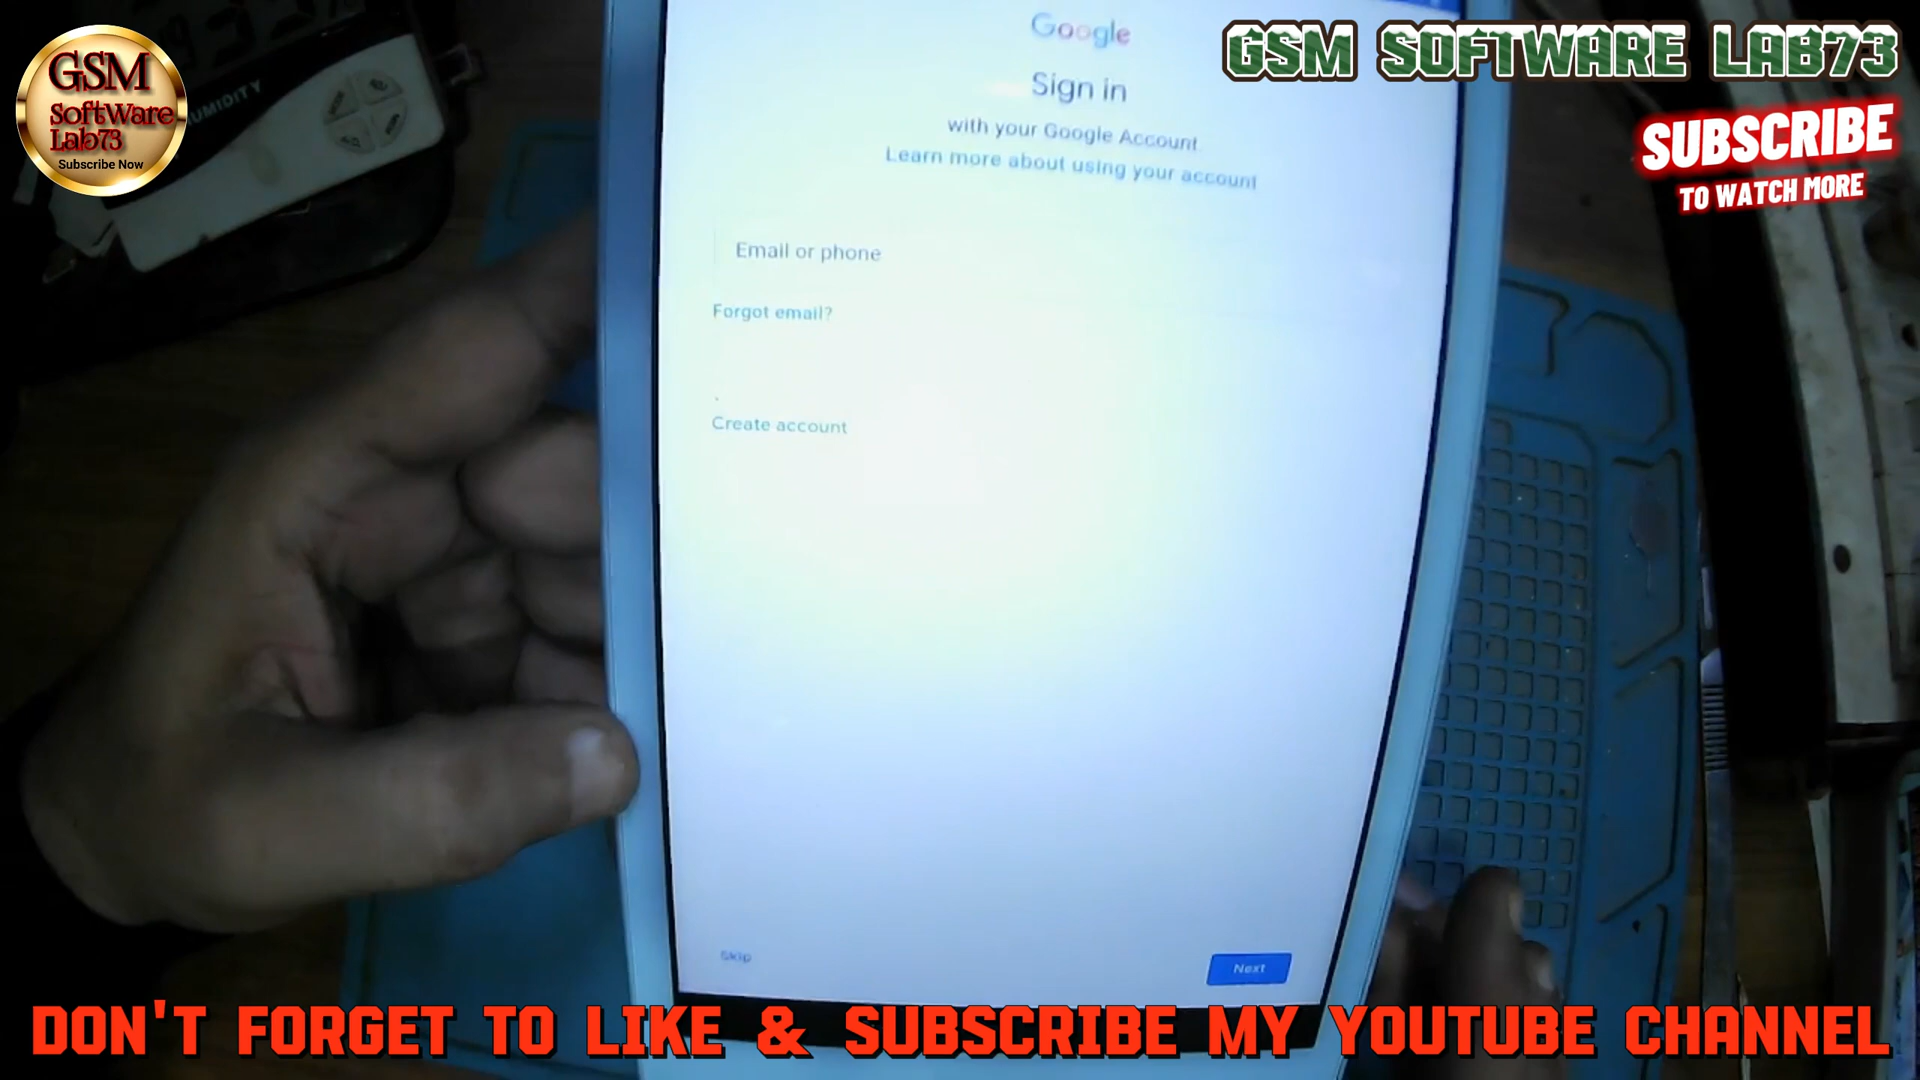 GSM
SoftWare
Lab73
Subscribe Now
UMIDITY
GSM SOFTWARE LAB73
SUBSCRIBE
TO WATCH MORE
Google
Sign in
with your Google Account
Learn more about using your account
Email or phone
Forgot email?
Create account
Skip
Next
DON'T FORGET TO LIKE & SUBSCRIBE MY YOUTUBE CHANNEL